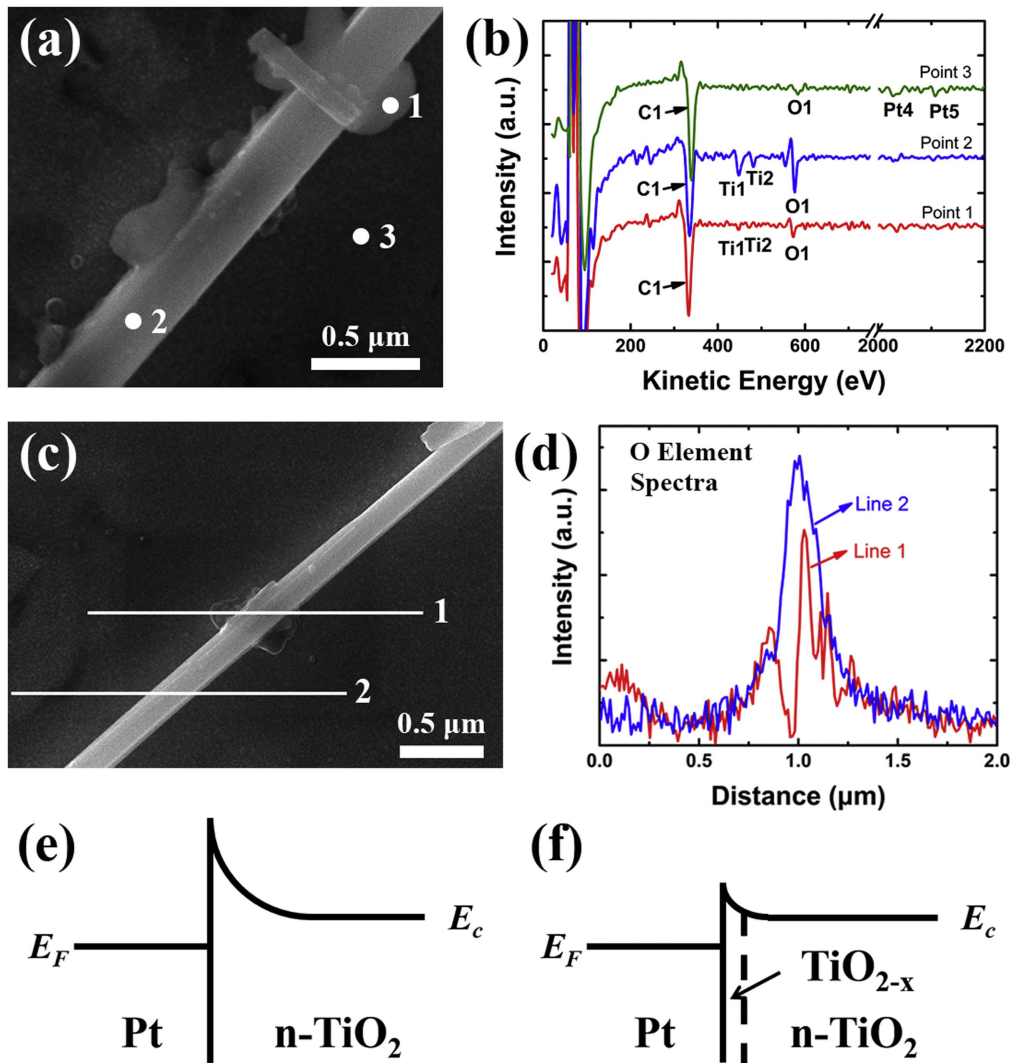 (a)
1
3
2
0.5 µm
(b)
Intensity (a.u.)
Point 3
C1
O1
Pt4
Pt5
Point 2
C1
Ti1
Ti2
O1
Point 1
Ti1
Ti2
C1
O1
0
200
400
600
2000
2200
Kinetic Energy (eV)
(c)
1
2
0.5 µm
(d)
O Element
Spectra
Line 2
Line 1
Intensity (a.u.)
0.0
0.5
1.0
1.5
2.0
Distance (µm)
(e)
E_F
E_c
Pt
n-TiO₂
(f)
E_F
E_c
TiO₂₋ₓ
Pt
n-TiO₂